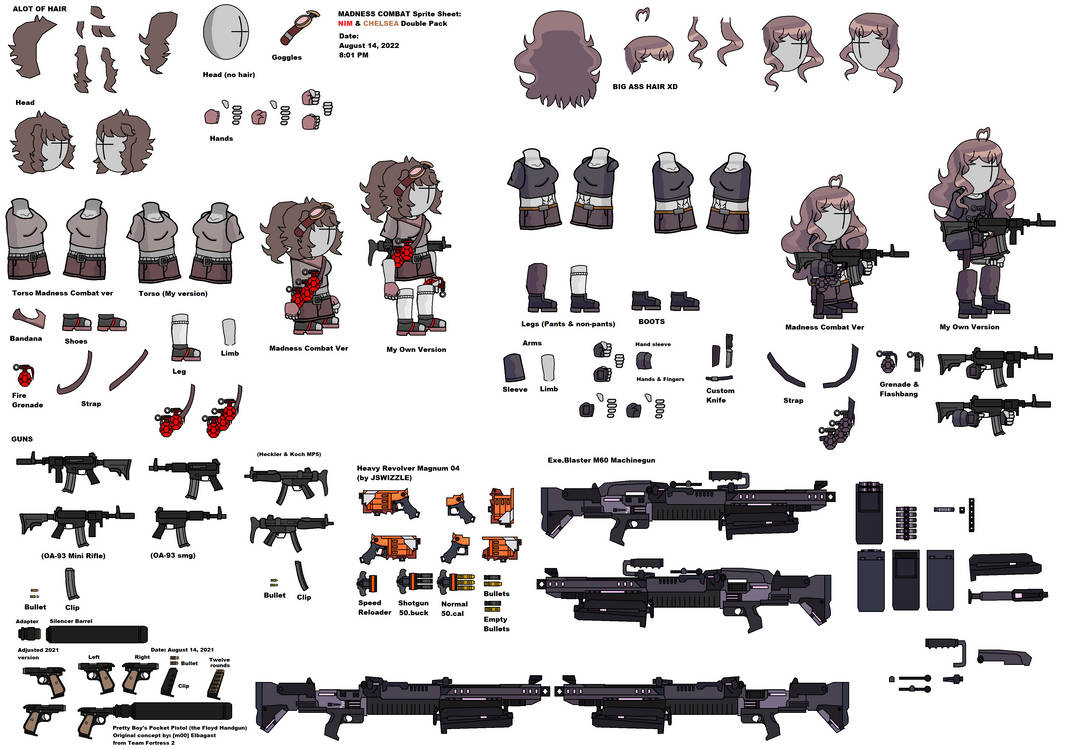 ALOT OF HAIR
MADNESS COMBAT Sprite Sheet:
NIM & CHELSEA Double Pack
Date:
August 14, 2022
8:01 PM
Head (no hair)
Goggles
BIG ASS HAIR XD
Head
Hands
Torso Madness Combat ver
Torso (My version)
Madness Combat Ver
My Own Version
Bandana
Shoes
Leg
Limb
Fire
Grenade
Strap
Legs (Pants & non-pants)
BOOTS
Madness Combat Ver
My Own Version
Arms
Sleeve
Limb
Hand sleeve
Hands & Fingers
Custom
Knife
Strap
Grenade &
Flashbang
GUNS
(Heckler & Koch MP5)
(OA-93 Mini Rifle)
(OA-93 smg)
Bullet
Clip
Bullet
Clip
Heavy Revolver Magnum 04
(by JSWIZZLE)
Speed
Reloader
Shotgun
50.buck
Normal
50.cal
Bullets
Empty
Bullets
Exe.Blaster M60 Machinegun
Adapter
Silencer Barrel
Adjusted 2021
version
Left
Right
Date: August 14, 2021
Bullet
Clip
Twelve
rounds
Pretty Boy's Pocket Pistol (the Floyd Handgun)
Original concept by: [m00] Elbagast
from Team Fortress 2